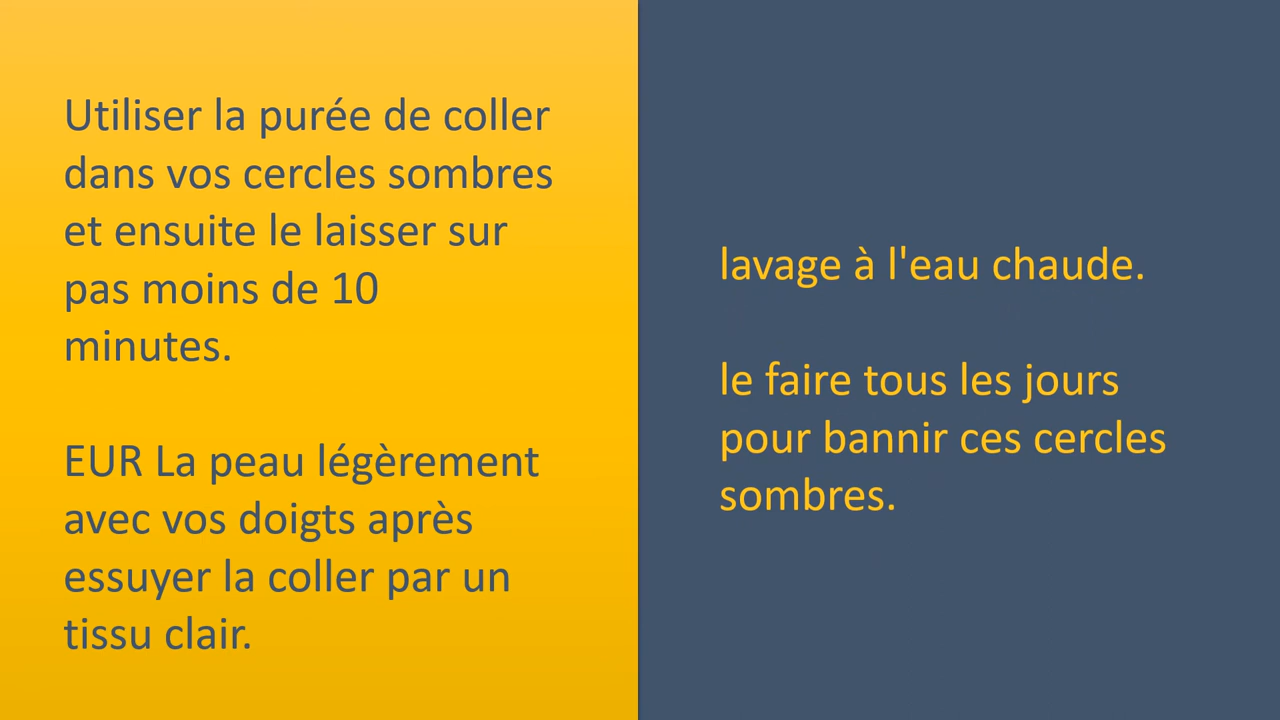 Utiliser la purée de coller
dans vos cercles sombres
et ensuite le laisser sur
pas moins de 10
minutes.
EUR La peau légèrement
avec vos doigts après
essuyer la coller par un
tissu clair.
lavage à l'eau chaude.
le faire tous les jours
pour bannir ces cercles
sombres.